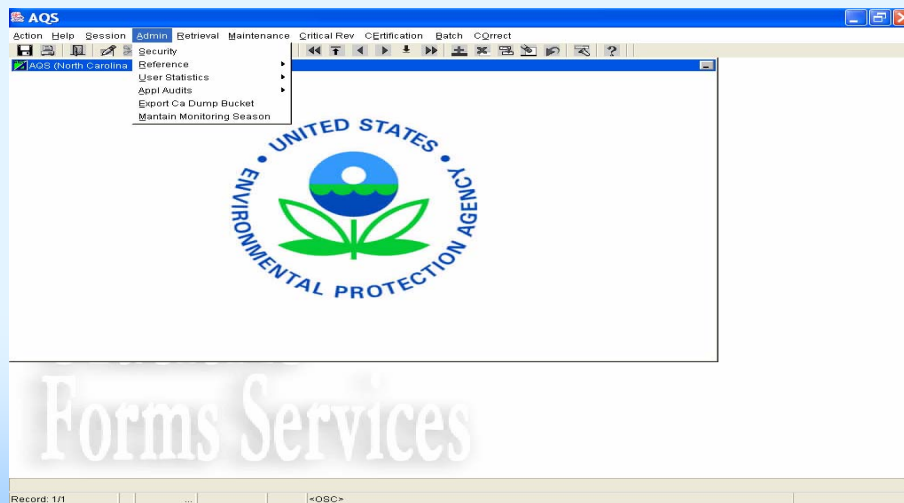 AQS
Action Help Session Admin Retrieval Maintenance Critical Rev CErtification Batch COrrect
AQS (North Carolina
Security
Reference
User Statistics
Appl Audits
Export Ca Dump Bucket
Mantain Monitoring Season
UNITED STATES
ENVIRONMENTAL PROTECTION AGENCY
Forms Services
Record: 1/1 ... <OSC>